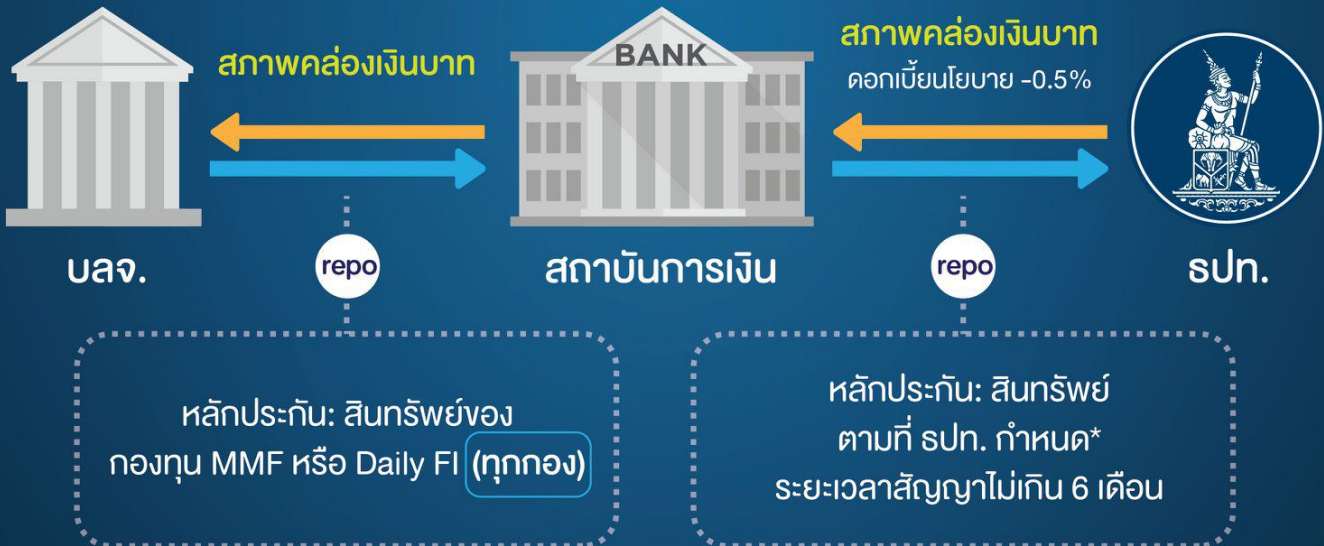 สภาพคล่องเงินบาท
BANK
สภาพคล่องเงินบาท
ดอกเบี้ยนโยบาย -0.5%
บลจ.
repo
สถาบันการเงิน
repo
ธปท.
หลักประกัน: สินทรัพย์ของ
กองทุน MMF หรือ Daily FI (ทุกกอง)
หลักประกัน: สินทรัพย์
ตามที่ ธปท. กำหนด*
ระยะเวลาสัญญาไม่เกิน 6 เดือน